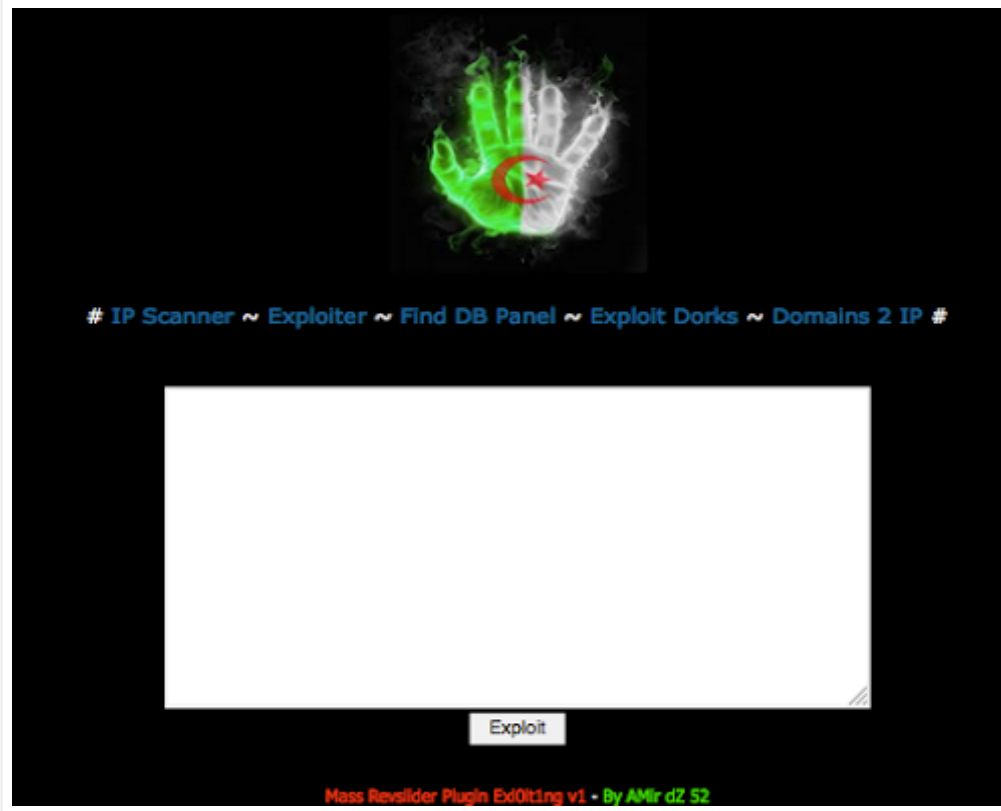 # IP Scanner ~ Exploiter ~ Find DB Panel ~ Exploit Dorks ~ Domains 2 IP #
Exploit
Mass Revslider Plugin Exl0it1ng v1 - By AMir dZ 52